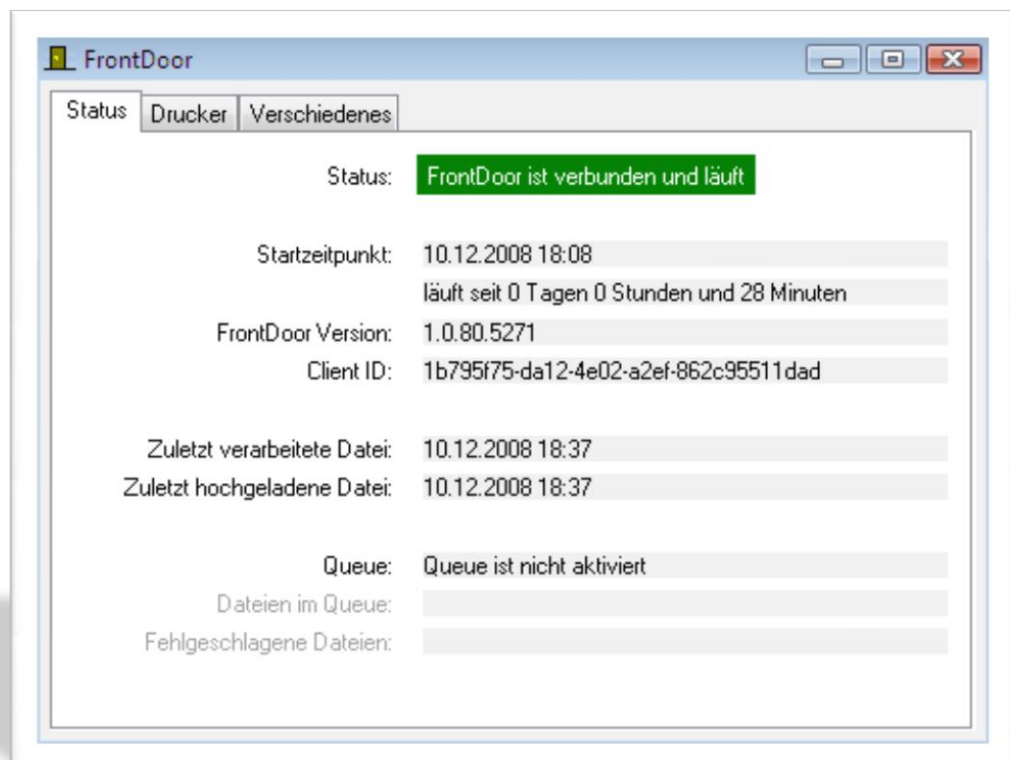 FrontDoor
Status Drucker Verschiedenes
Status: FrontDoor ist verbunden und läuft
Startzeitpunkt: 10.12.2008 18:08
läuft seit 0 Tagen 0 Stunden und 28 Minuten
FrontDoor Version: 1.0.80.5271
Client ID: 1b795f75-da12-4e02-a2ef-862c95511dad
Zuletzt verarbeitete Datei: 10.12.2008 18:37
Zuletzt hochgeladene Datei: 10.12.2008 18:37
Queue: Queue ist nicht aktiviert
Dateien im Queue:
Fehlgeschlagene Dateien: